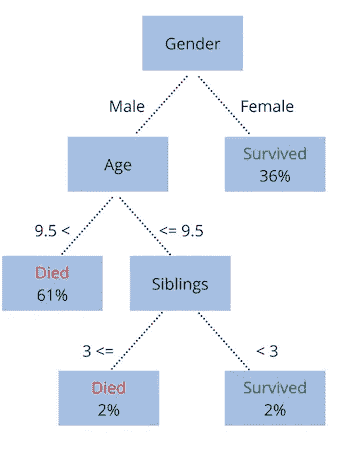 Gender
Male
Female
Age
Survived
36%
9.5 <
<= 9.5
Died
61%
Siblings
3 <=
< 3
Died
2%
Survived
2%